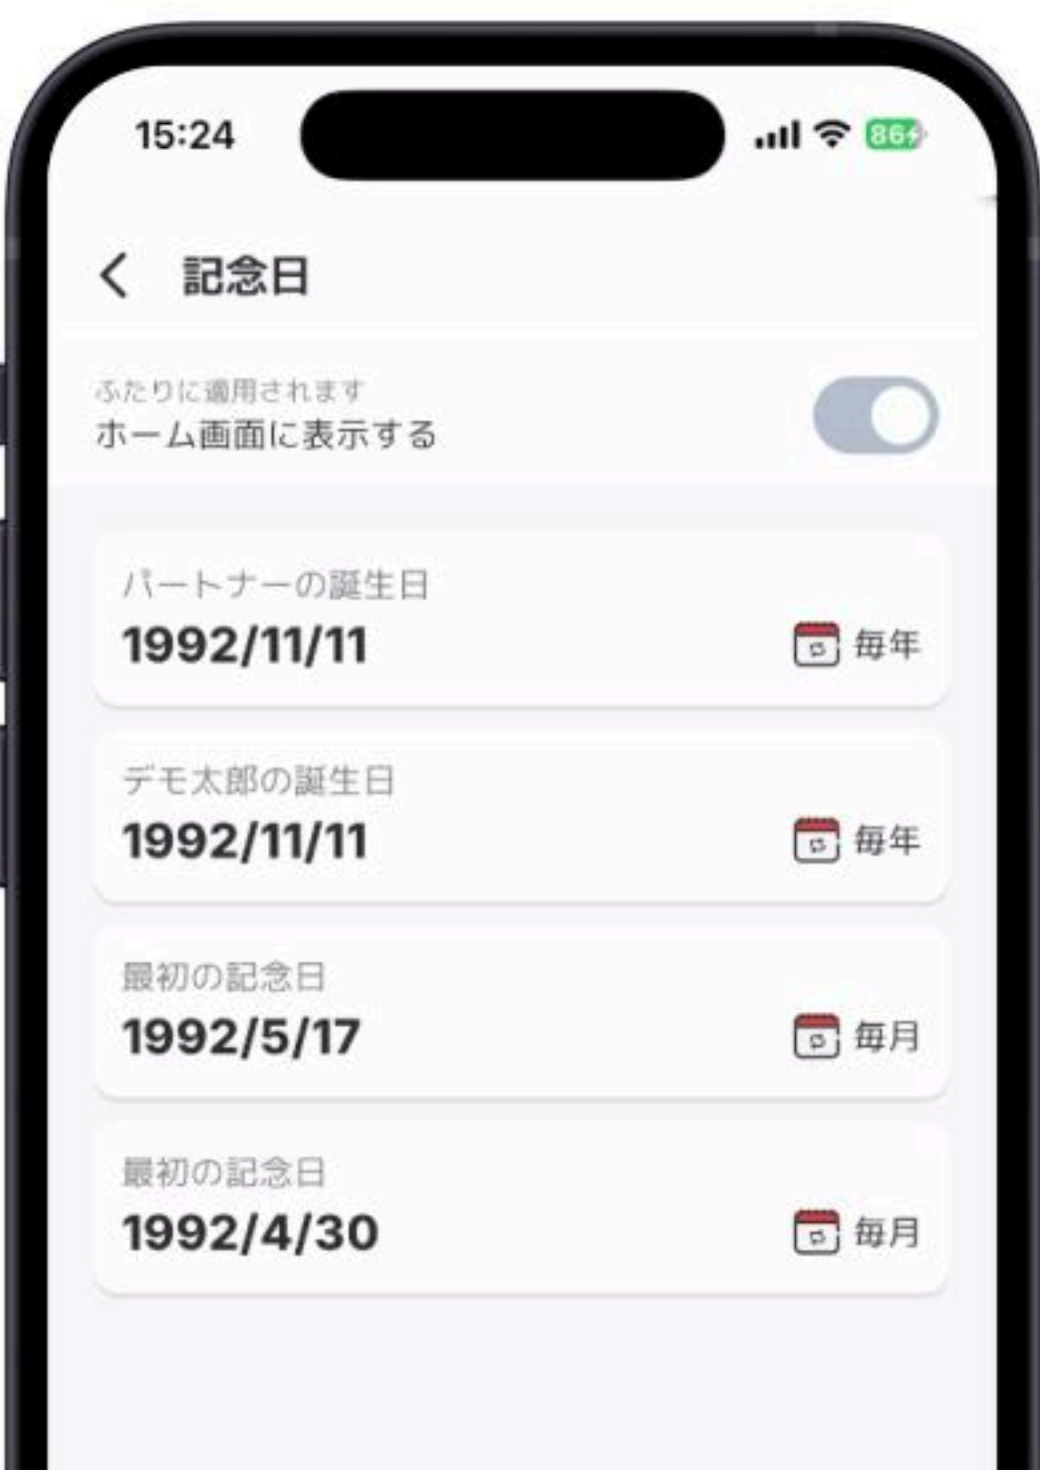 15:24
86
記念日
ふたりに適用されます
ホーム画面に表示する
パートナーの誕生日
1992/11/11
毎年
デモ太郎の誕生日
1992/11/11
毎年
最初の記念日
1992/5/17
毎月
最初の記念日
1992/4/30
毎月